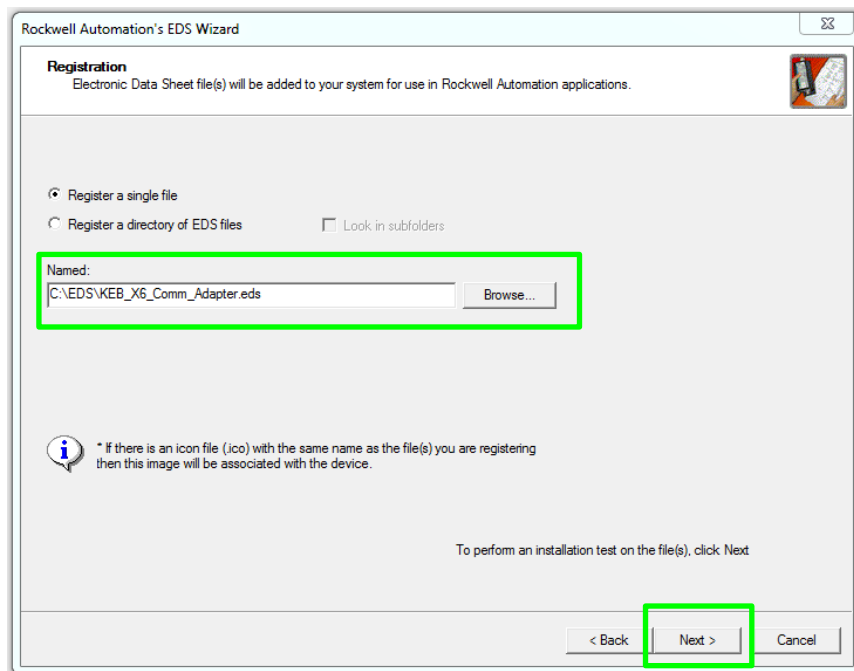 Rockwell Automation's EDS Wizard
Registration
Electronic Data Sheet file(s) will be added to your system for use in Rockwell Automation applications.
Register a single file
Register a directory of EDS files
Look in subfolders
Named:
C:\EDS\KEB_X6_Comm_Adapter.eds
Browse...
* If there is an icon file (.ico) with the same name as the file(s) you are registering
then this image will be associated with the device.
To perform an installation test on the file(s), click Next
< Back
Next >
Cancel